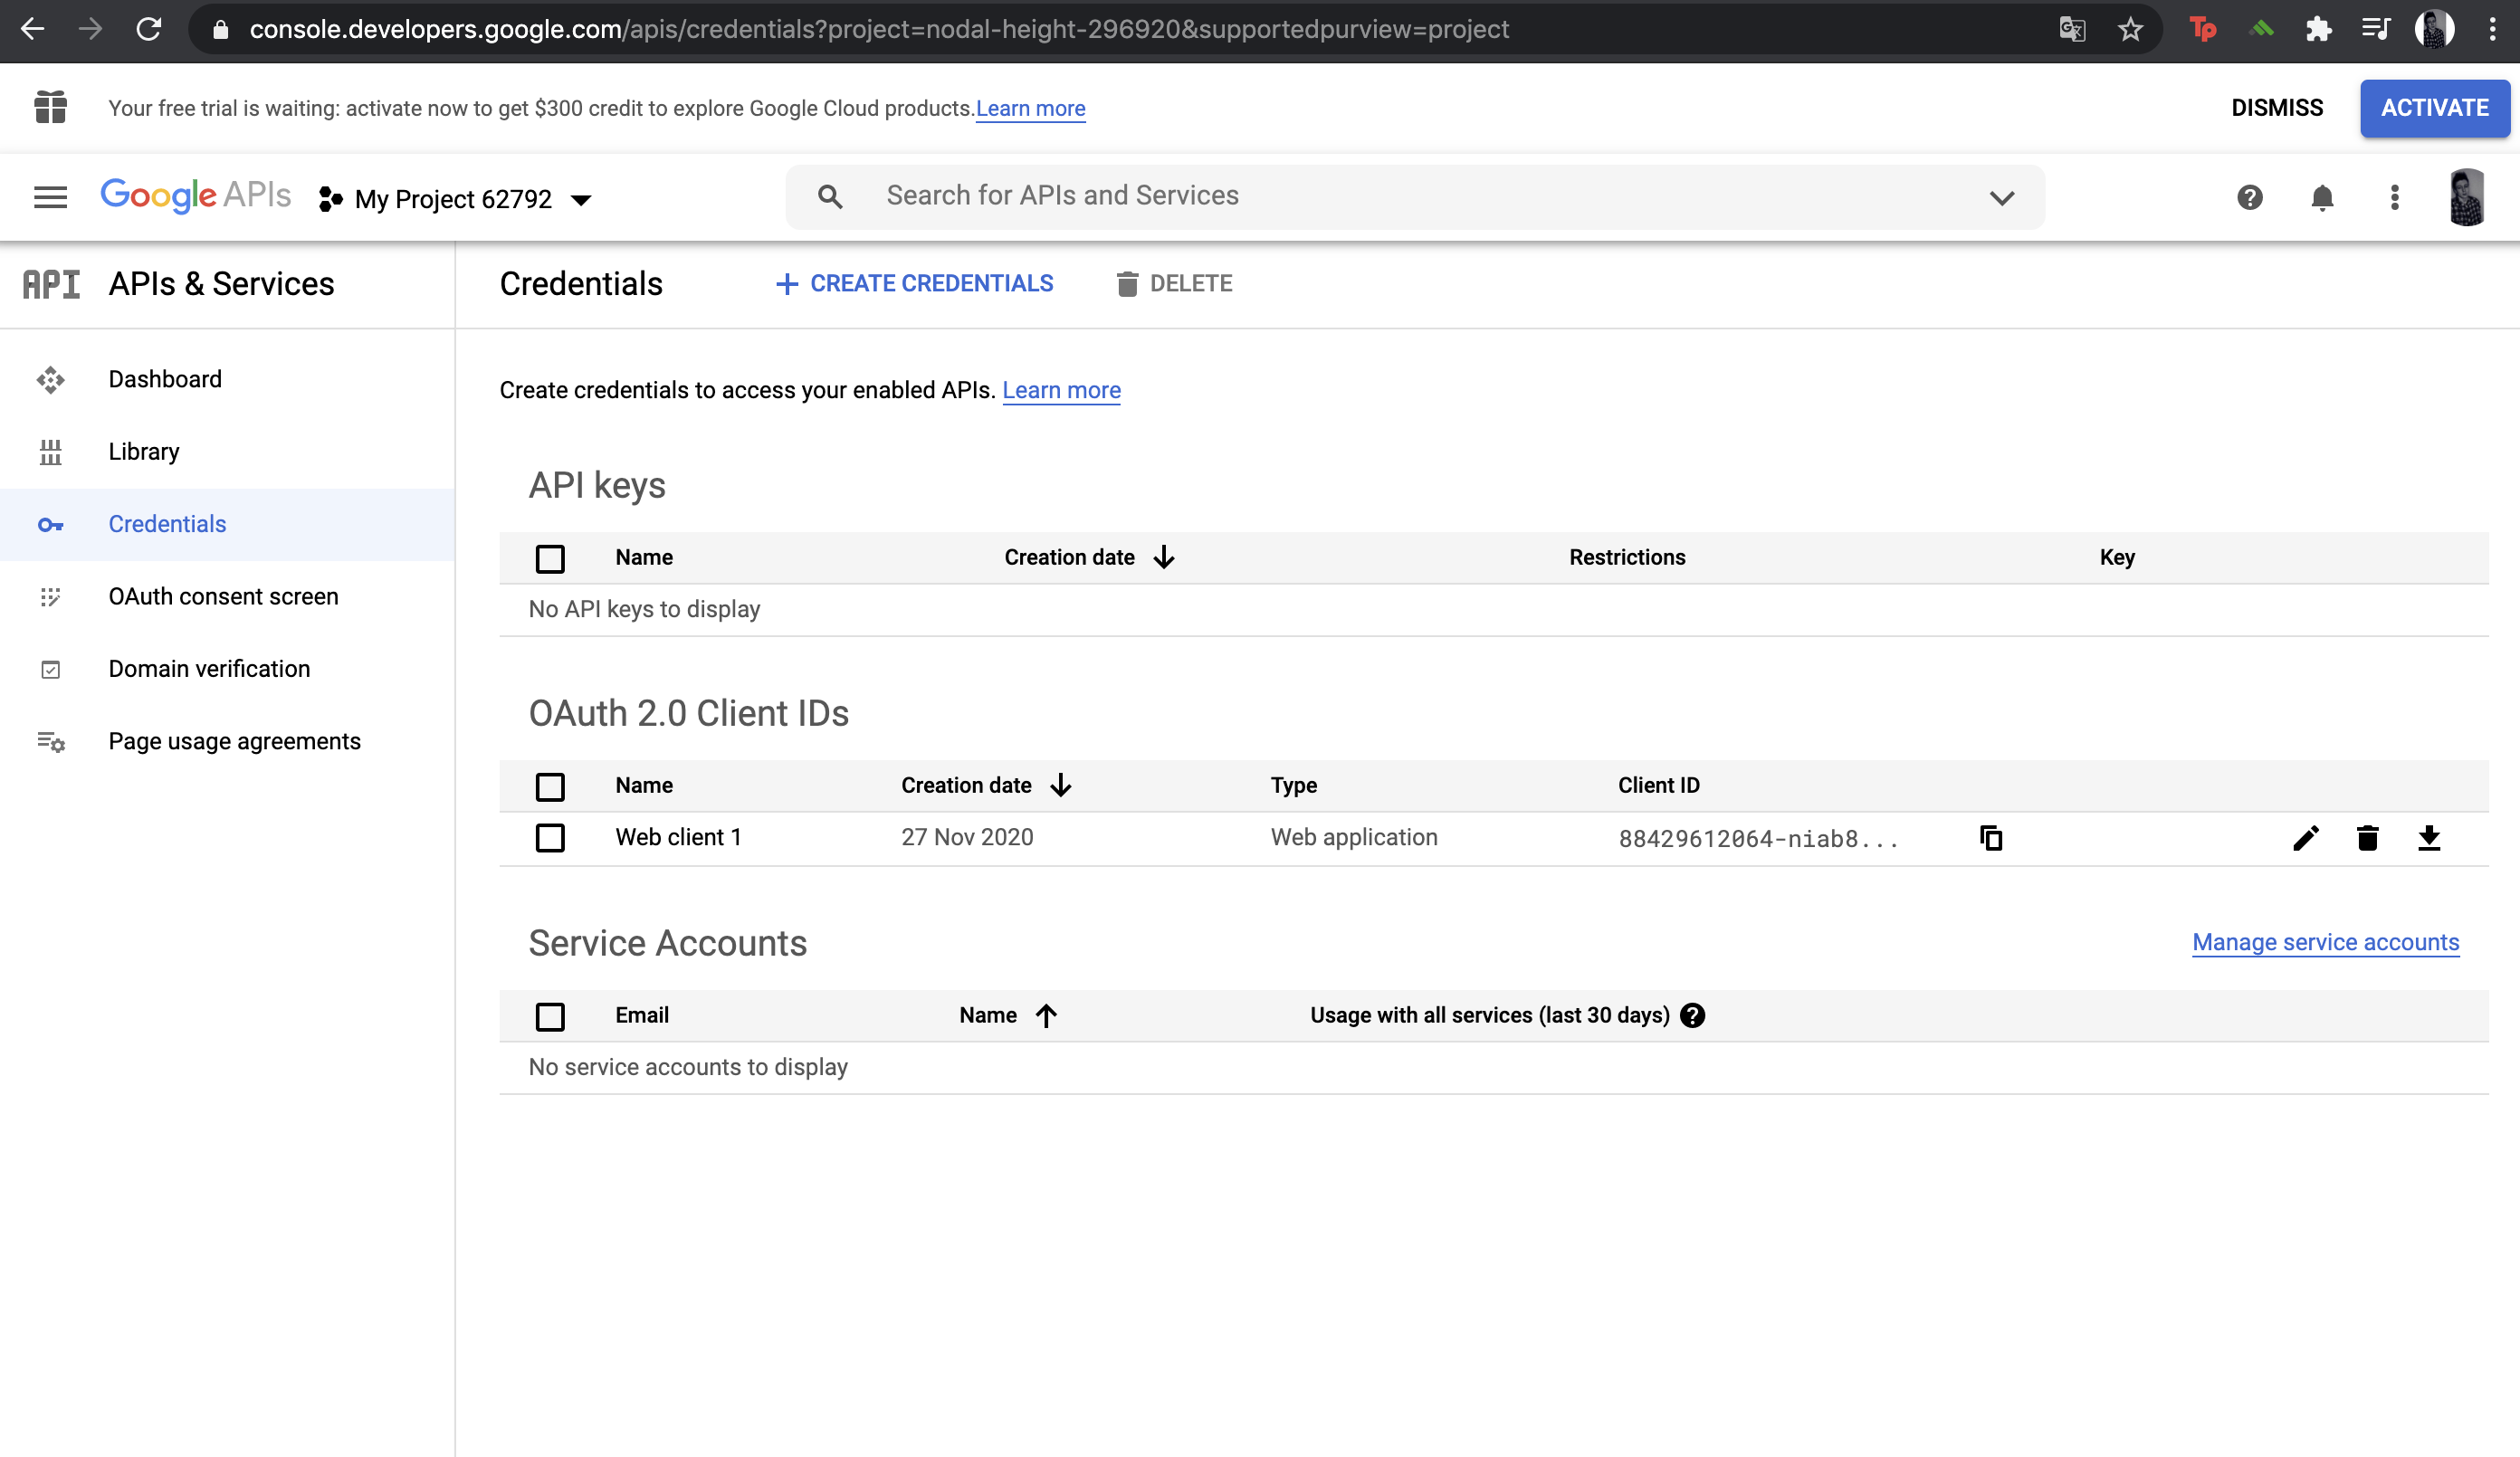 console.developers.google.com/apis/credentials?project=nodal-height-296920&supportedpurview=project
Tp
Your free trial is waiting: activate now to get $300 credit to explore Google Cloud products.Learn more
DISMISS
ACTIVATE
Google APIs
My Project 62792
Search for APIs and Services
API
APIs & Services
Credentials
CREATE CREDENTIALS
DELETE
Dashboard
Library
Credentials
OAuth consent screen
Domain verification
Page usage agreements
Create credentials to access your enabled APIs. Learn more
API keys
Name Creation date Restrictions Key
No API keys to display
OAuth 2.0 Client IDs
Name Creation date Type Client ID
Web client 1 27 Nov 2020 Web application 88429612064-niab8...
Service Accounts
Manage service accounts
Email Name Usage with all services (last 30 days)
No service accounts to display